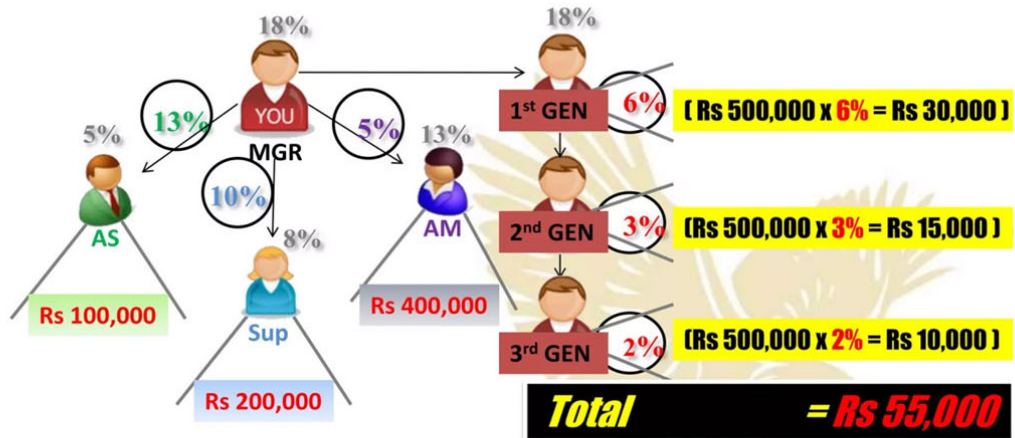 18%
18%
YOU
MGR
13%
10%
5%
5%
AS
Rs 100,000
8%
Sup
Rs 200,000
13%
AM
Rs 400,000
1st GEN
6%
( Rs 500,000 x 6% = Rs 30,000 )
2nd GEN
3%
(Rs 500,000 x 3% = Rs 15,000 )
3rd GEN
2%
(Rs 500,000 x 2% = Rs 10,000 )
Total = Rs 55,000